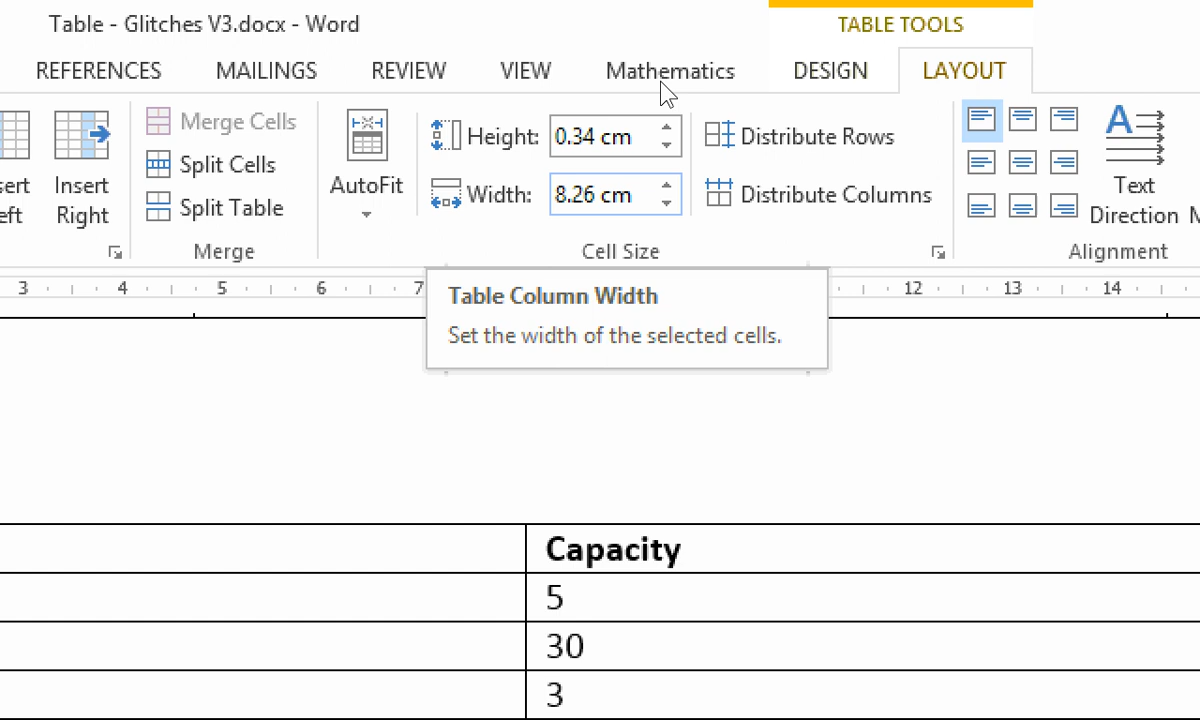 Table - Glitches V3.docx - Word
TABLE TOOLS
REFERENCES MAILINGS REVIEW VIEW Mathematics DESIGN LAYOUT
Merge Cells
Split Cells
Split Table
Merge
Insert
Right
AutoFit
Height: 0.34 cm
Width: 8.26 cm
Distribute Rows
Distribute Columns
Cell Size
A
Text
Direction
Alignment
3 4 5 6 7 12 13 14
Table Column Width
Set the width of the selected cells.
Capacity
5
30
3